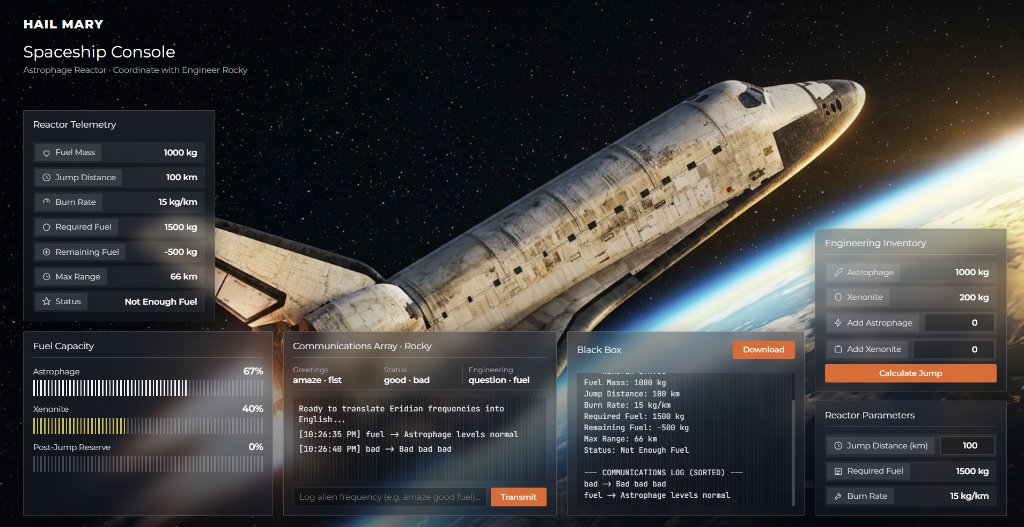 HAIL MARY
Spaceship Console
Astrophage Reactor · Coordinate with Engineer Rocky
Reactor Telemetry
Fuel Mass 1000 kg
Jump Distance 100 km
Burn Rate 15 kg/km
Required Fuel 1500 kg
Remaining Fuel -500 kg
Max Range 66 km
Status Not Enough Fuel
Fuel Capacity
Astrophage 67%
Xenonite 40%
Post-Jump Reserve 0%
Communications Array · Rocky
Greetings Status Engineering
amaze · fist good · bad question · fuel
Ready to translate Eridian frequencies into
English...
[10:26:35 PM] fuel → Astrophage levels normal
[10:26:40 PM] bad → Bad bad bad
Log alien frequency (e.g. amaze good fuel)... Transmit
Black Box Download
Fuel Mass: 1000 kg
Jump Distance: 100 km
Burn Rate: 15 kg/km
Required Fuel: 1500 kg
Remaining Fuel: -500 kg
Max Range: 66 km
Status: Not Enough Fuel
--- COMMUNICATIONS LOG (SORTED) ---
bad → Bad bad bad
fuel → Astrophage levels normal
Engineering Inventory
Astrophage 1000 kg
Xenonite 200 kg
Add Astrophage 0
Add Xenonite 0
Calculate Jump
Reactor Parameters
Jump Distance (km) 100
Required Fuel 1500 kg
Burn Rate 15 kg/km